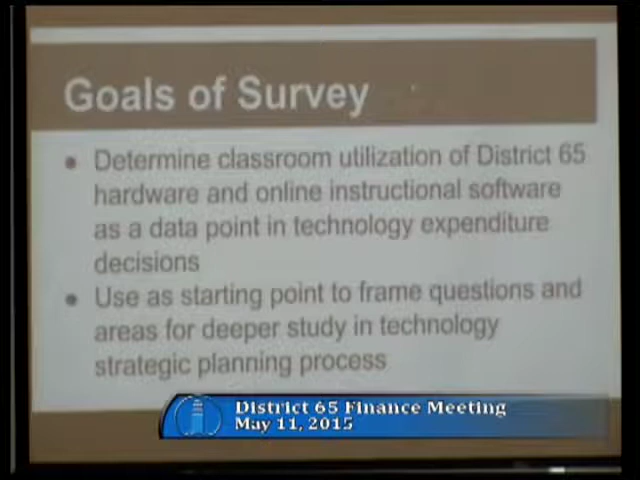 Goals of Survey
• Determine classroom utilization of District 65
hardware and online instructional software
as a data point in technology expenditure
decisions
• Use as starting point to frame questions and
areas for deeper study in technology
strategic planning process
District 65 Finance Meeting
May 11, 2015